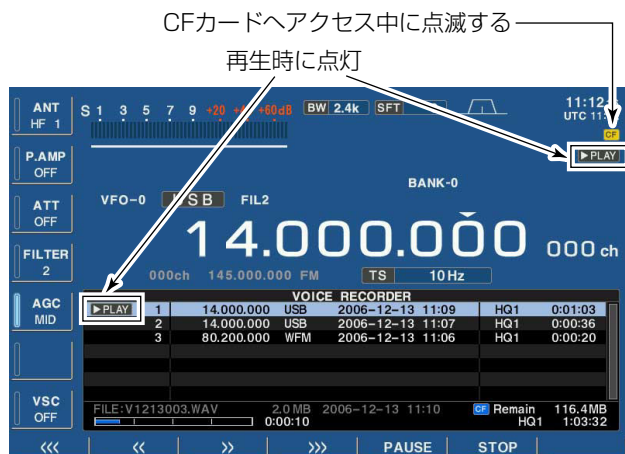 CFカードへアクセス中に点滅する
再生時に点灯
ANT HF 1
S 1 3 5 7 9 +20 +60dB BW 2.4k SFT
11:12
UTC 11:
CF
▶PLAY
P.AMP OFF
BANK-0
ATT OFF
VFO-0 USB FIL2
14.000.000 000 ch
FILTER 2
000ch 145.000.000 FM TS 10Hz
VOICE RECORDER
AGC MID
▶PLAY 1 14.000.000 USB 2006-12-13 11:09 HQ1 0:01:03
2 14.000.000 USB 2006-12-13 11:07 HQ1 0:00:36
3 80.200.000 WFM 2006-12-13 11:06 HQ1 0:00:20
VSC OFF
FILE:V1213003.WAV 2.0MB 2006-12-13 11:10 CF Remain 116.4MB
0:00:10 HQ1 1:03:32
<<< << >> >>> PAUSE STOP